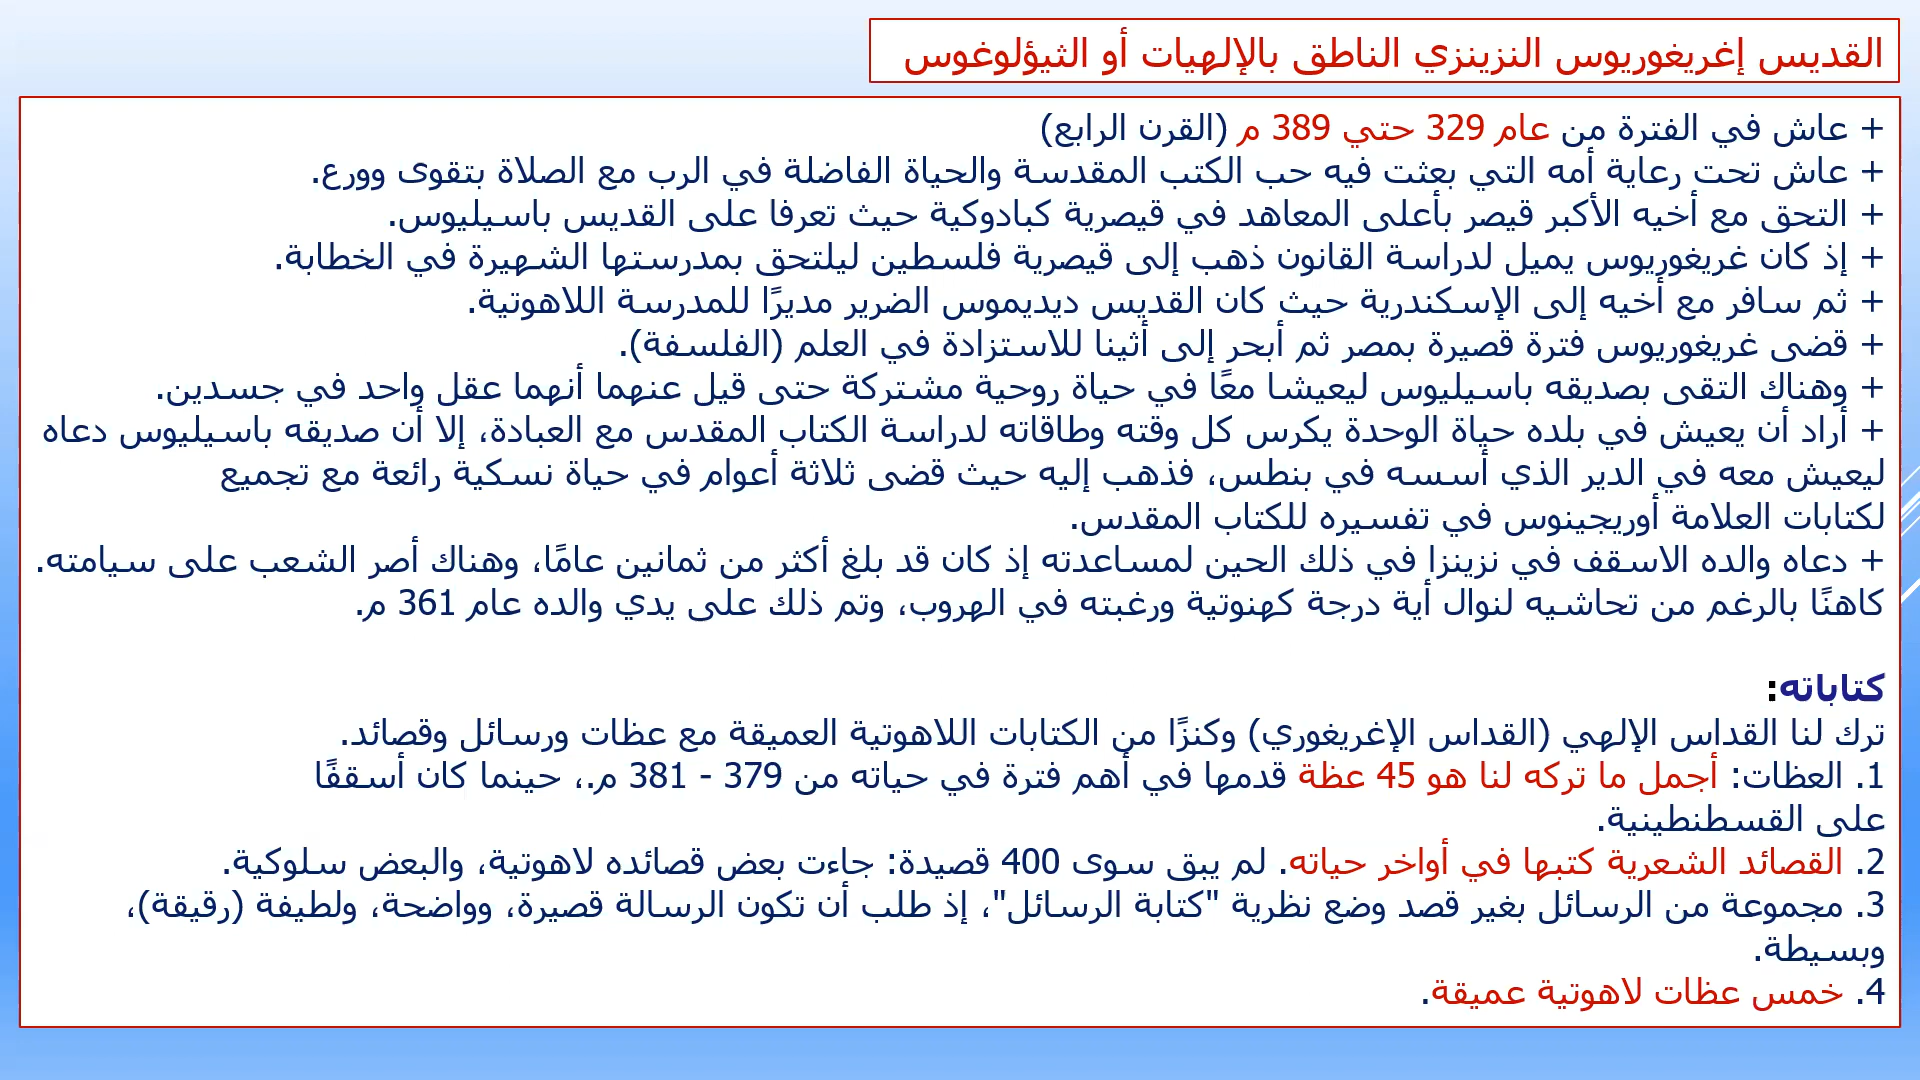 القديس إغريغوريوس النزينزي الناطق بالإلهيات أو الثيؤلوغوس
+ عاش في الفترة من عام 329 حتي 389 م (القرن الرابع)
+ عاش تحت رعاية أمه التي بعثت فيه حب الكتب المقدسة والحياة الفاضلة في الرب مع الصلاة بتقوى وورع.
+ التحق مع أخيه الأكبر قيصر بأعلى المعاهد في قيصرية كبادوكية حيث تعرفا على القديس باسيليوس.
+ إذ كان غريغوريوس يميل لدراسة القانون ذهب إلى قيصرية فلسطين ليلتحق بمدرستها الشهيرة في الخطابة.
+ ثم سافر مع أخيه إلى الإسكندرية حيث كان القديس ديديموس الضرير مديرًا للمدرسة اللاهوتية.
+ قضى غريغوريوس فترة قصيرة بمصر ثم أبحر إلى أثينا للاستزادة في العلم (الفلسفة).
+ وهناك التقى بصديقه باسيليوس ليعيشا معًا في حياة روحية مشتركة حتى قيل عنهما أنهما عقل واحد في جسدين.
+ أراد أن يعيش في بلده حياة الوحدة يكرس كل وقته وطاقاته لدراسة الكتاب المقدس مع العبادة، إلا أن صديقه باسيليوس دعاه
ليعيش معه في الدير الذي أسسه في بنطس، فذهب إليه حيث قضى ثلاثة أعوام في حياة نسكية رائعة مع تجميع
لكتابات العلامة أوريجينوس في تفسيره للكتاب المقدس.
+ دعاه والده الاسقف في نزينزا في ذلك الحين لمساعدته إذ كان قد بلغ أكثر من ثمانين عامًا، وهناك أصر الشعب على سيامته.
كاهنًا بالرغم من تحاشيه لنوال أية درجة كهنوتية ورغبته في الهروب، وتم ذلك على يدي والده عام 361 م.
كتاباته:
ترك لنا القداس الإلهي (القداس الإغريغوري) وكنزًا من الكتابات اللاهوتية العميقة مع عظات ورسائل وقصائد.
1. العظات: أجمل ما تركه لنا هو 45 عظة قدمها في أهم فترة في حياته من 379 - 381 م.، حينما كان أسقفًا
على القسطنطينية.
2. القصائد الشعرية كتبها في أواخر حياته. لم يبق سوى 400 قصيدة: جاءت بعض قصائده لاهوتية، والبعض سلوكية.
3. مجموعة من الرسائل بغير قصد وضع نظرية "كتابة الرسائل"، إذ طلب أن تكون الرسالة قصيرة، وواضحة، ولطيفة (رقيقة)،
وبسيطة.
4. خمس عظات لاهوتية عميقة.